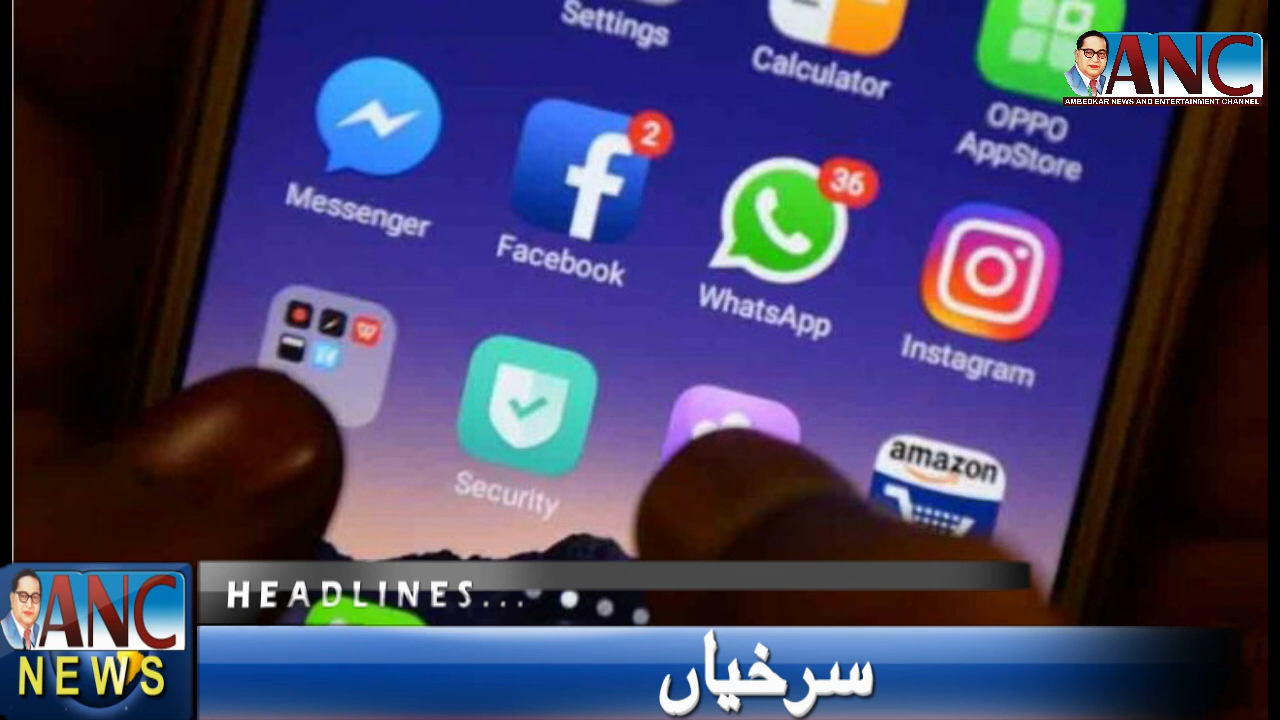 Settings
Calculator
OPPO
AppStore
ANC
AMBEDKAR NEWS AND ENTERTAINMENT CHANNEL
Messenger
2
Facebook
36
WhatsApp
Instagram
Security
amazon
HEADLINES...
ANC
NEWS
سرخیاں